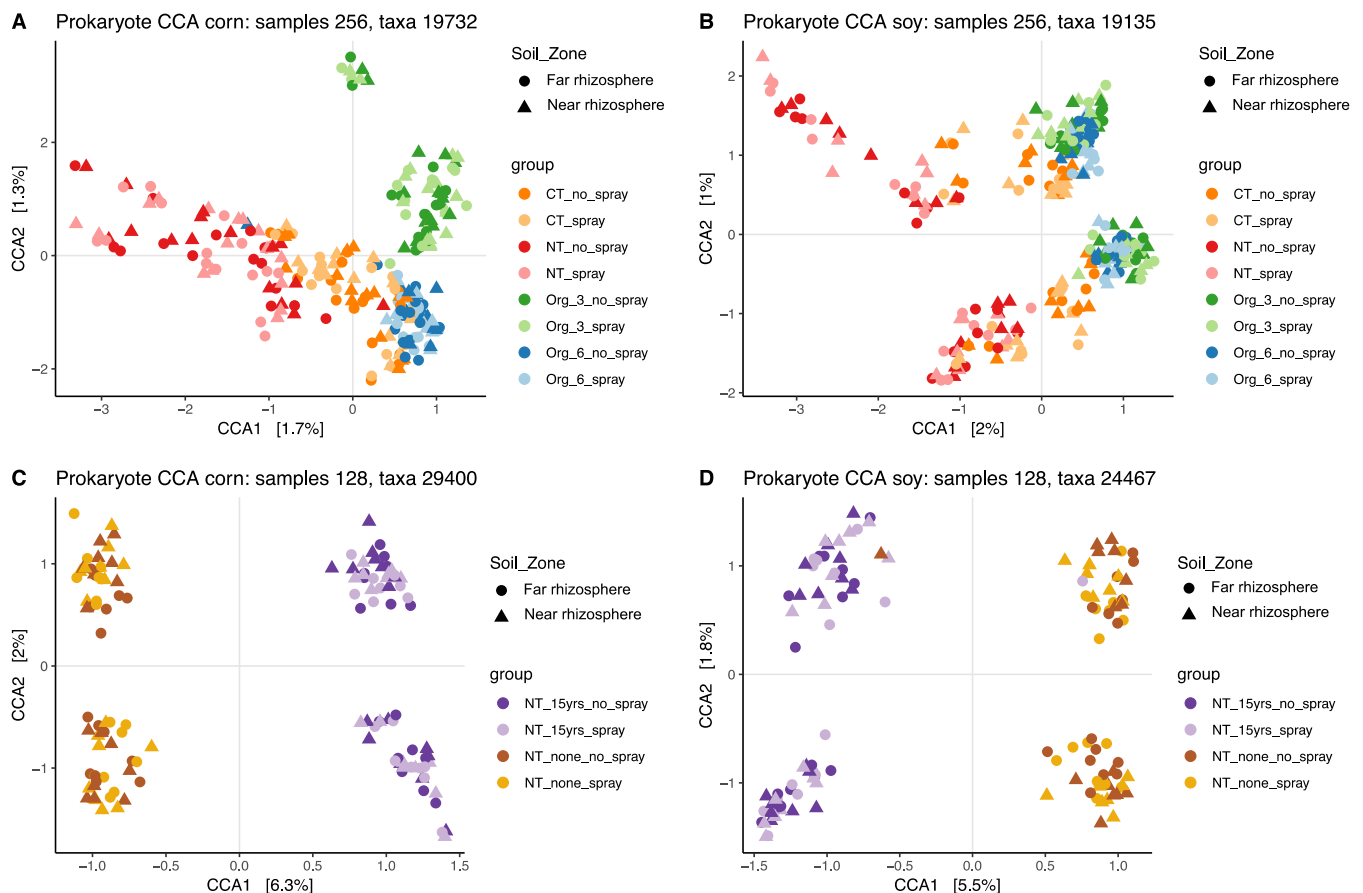 A Prokaryote CCA corn: samples 256, taxa 19732
CCA2 [1.3%]
2
0
−2
−3 −2 −1 0 1
CCA1 [1.7%]
Soil_Zone
Far rhizosphere
Near rhizosphere
group
CT_no_spray
CT_spray
NT_no_spray
NT_spray
Org_3_no_spray
Org_3_spray
Org_6_no_spray
Org_6_spray
B Prokaryote CCA soy: samples 256, taxa 19135
CCA2 [1%]
2
1
0
−1
−2
−3 −2 −1 0 1
CCA1 [2%]
Soil_Zone
Far rhizosphere
Near rhizosphere
group
CT_no_spray
CT_spray
NT_no_spray
NT_spray
Org_3_no_spray
Org_3_spray
Org_6_no_spray
Org_6_spray
C Prokaryote CCA corn: samples 128, taxa 29400
CCA2 [2%]
1
0
−1
−1.0 −0.5 0.0 0.5 1.0 1.5
CCA1 [6.3%]
Soil_Zone
Far rhizosphere
Near rhizosphere
group
NT_15yrs_no_spray
NT_15yrs_spray
NT_none_no_spray
NT_none_spray
D Prokaryote CCA soy: samples 128, taxa 24467
CCA2 [1.8%]
1
0
−1
−1.5 −1.0 −0.5 0.0 0.5 1.0
CCA1 [5.5%]
Soil_Zone
Far rhizosphere
Near rhizosphere
group
NT_15yrs_no_spray
NT_15yrs_spray
NT_none_no_spray
NT_none_spray